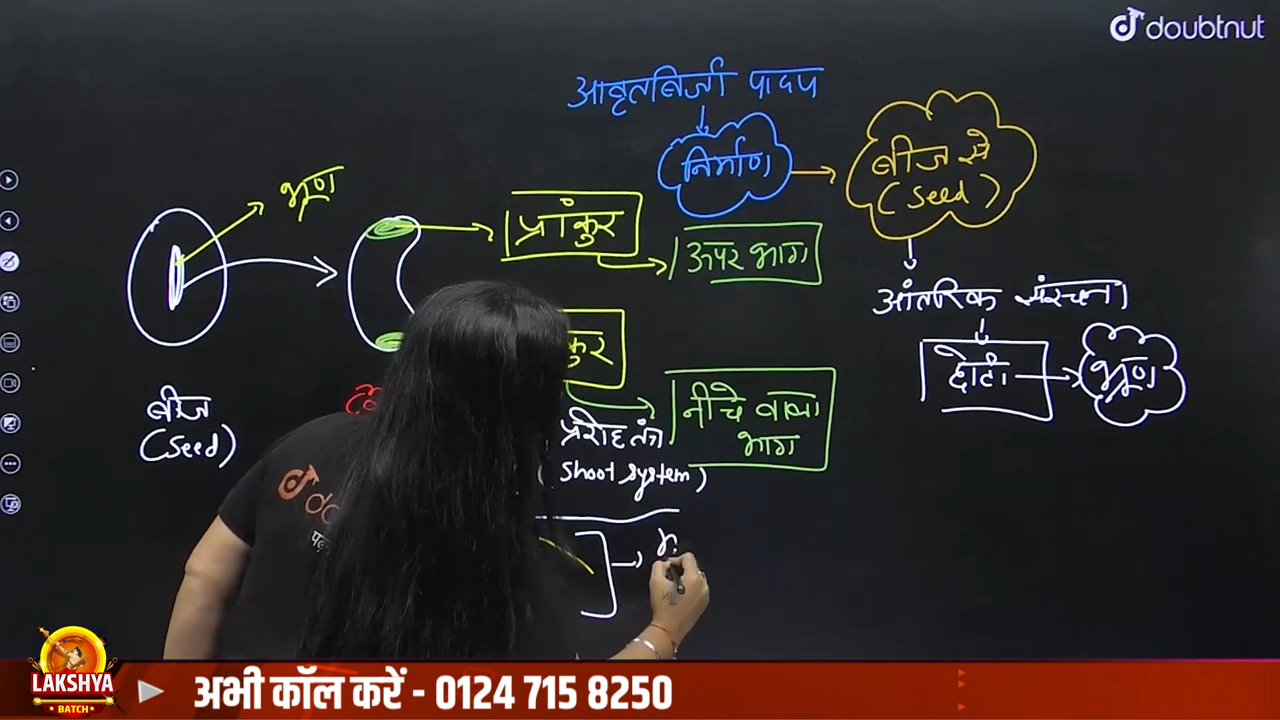 doubtnut
आवृतबिजी पादप
निर्माण
बीज से
(Seed)
भ्रूण
प्रांकुर
ऊपर भाग
आंतरिक संरचना
छोटा
भ्रूण
कुर
नीचे वाला
भाग
बीज
(Seed)
प्ररोह तंत्र
(Shoot system)
LAKSHYA
BATCH
अभी कॉल करें - 0124 715 8250